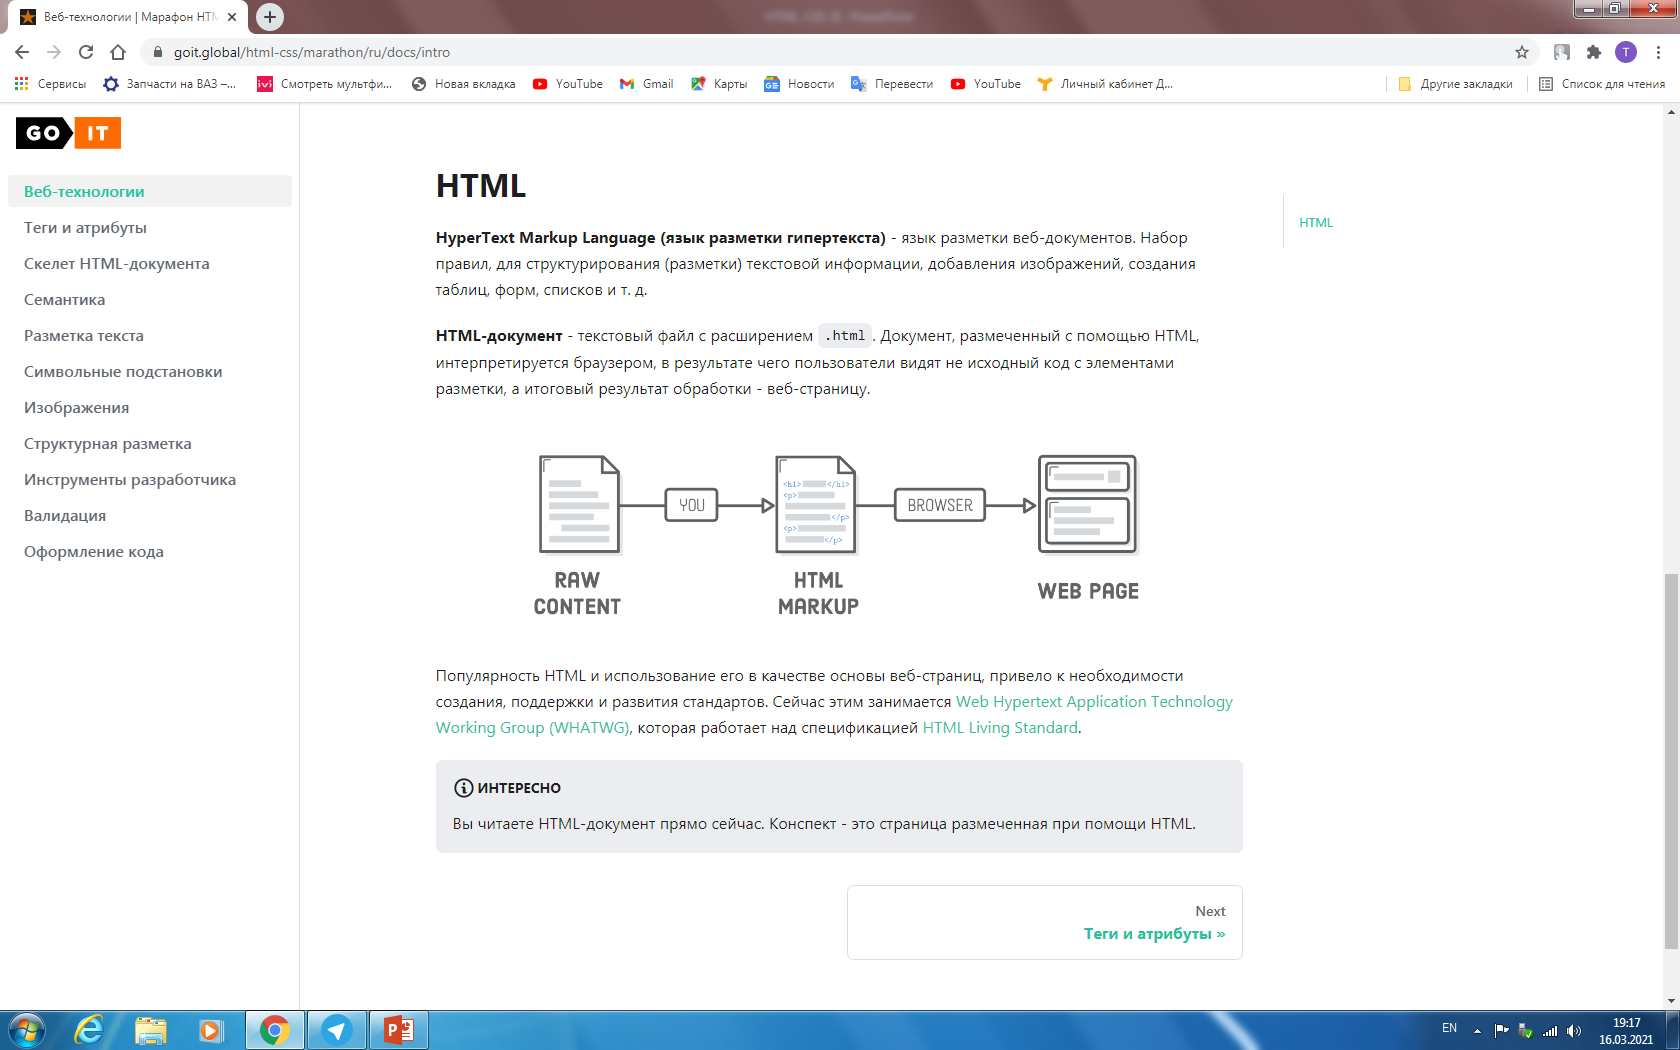 Веб-технологии | Марафон HTM
goit.global/html-css/marathon/ru/docs/intro
T
Сервисы
Запчасти на ВАЗ –...
ivi
Смотреть мультфи...
Новая вкладка
YouTube
Gmail
Карты
Новости
Перевести
YouTube
Личный кабинет Д...
Другие закладки
Список для чтения
GO IT
Веб-технологии
Теги и атрибуты
Скелет HTML-документа
Семантика
Разметка текста
Символьные подстановки
Изображения
Структурная разметка
Инструменты разработчика
Валидация
Оформление кода
HTML
HyperText Markup Language (язык разметки гипертекста) - язык разметки веб-документов. Набор
правил, для структурирования (разметки) текстовой информации, добавления изображений, создания
таблиц, форм, списков и т. д.
HTML-документ - текстовый файл с расширением .html. Документ, размеченный с помощью HTML,
интерпретируется браузером, в результате чего пользователи видят не исходный код с элементами
разметки, а итоговый результат обработки - веб-страницу.
<h1> </h1>
<p>
</p>
<p>
</p>
YOU
BROWSER
RAW
CONTENT
HTML
MARKUP
WEB PAGE
Популярность HTML и использование его в качестве основы веб-страниц, привело к необходимости
создания, поддержки и развития стандартов. Сейчас этим занимается Web Hypertext Application Technology
Working Group (WHATWG), которая работает над спецификацией HTML Living Standard.
ИНТЕРЕСНО
Вы читаете HTML-документ прямо сейчас. Конспект - это страница размеченная при помощи HTML.
Next
Теги и атрибуты »
HTML
EN
19:17
16.03.2021